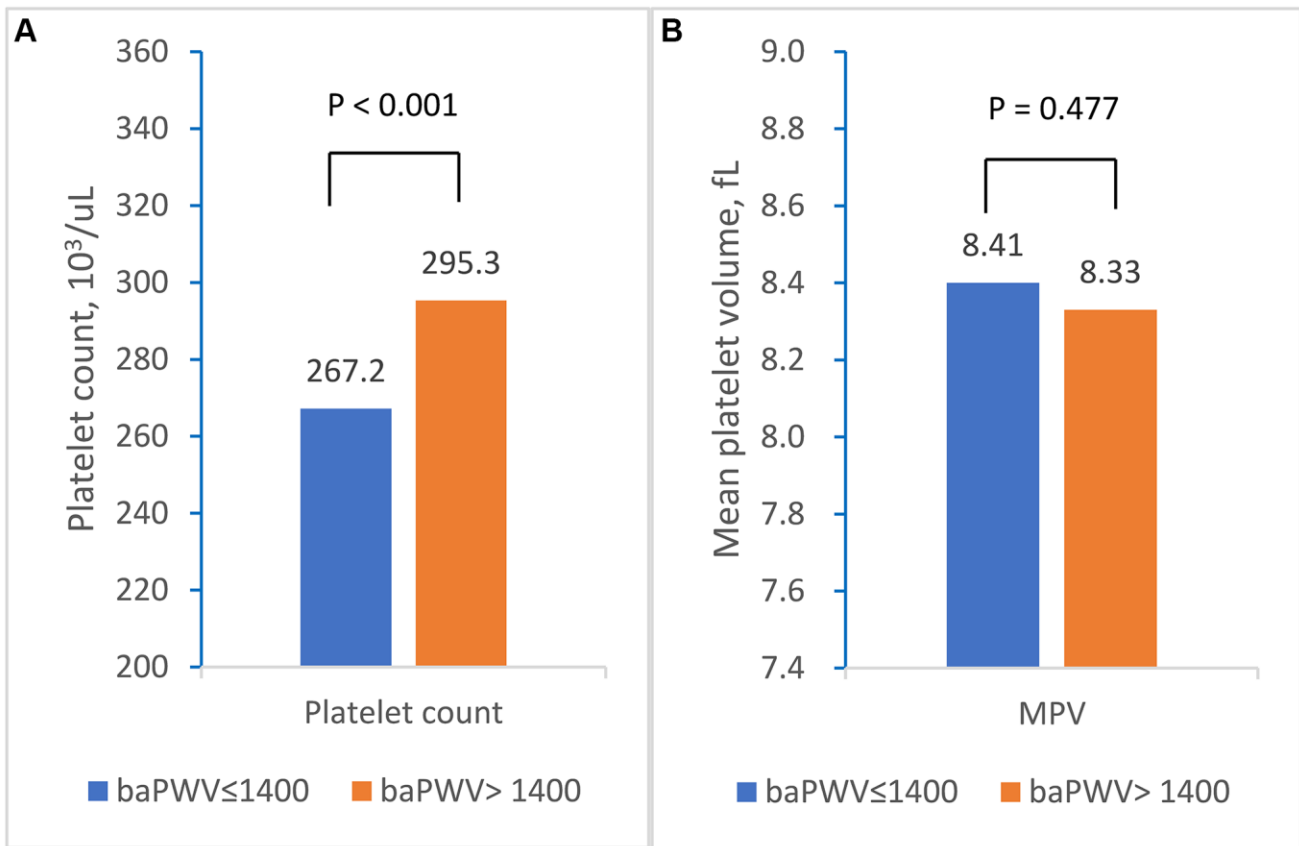 A
Platelet count, 10³/uL
360
340
320
300
280
260
240
220
200
P < 0.001
267.2
295.3
Platelet count
baPWV≤1400
baPWV> 1400
B
Mean platelet volume, fL
9.0
8.8
8.6
8.4
8.2
8.0
7.8
7.6
7.4
P = 0.477
8.41
8.33
MPV
baPWV≤1400
baPWV> 1400